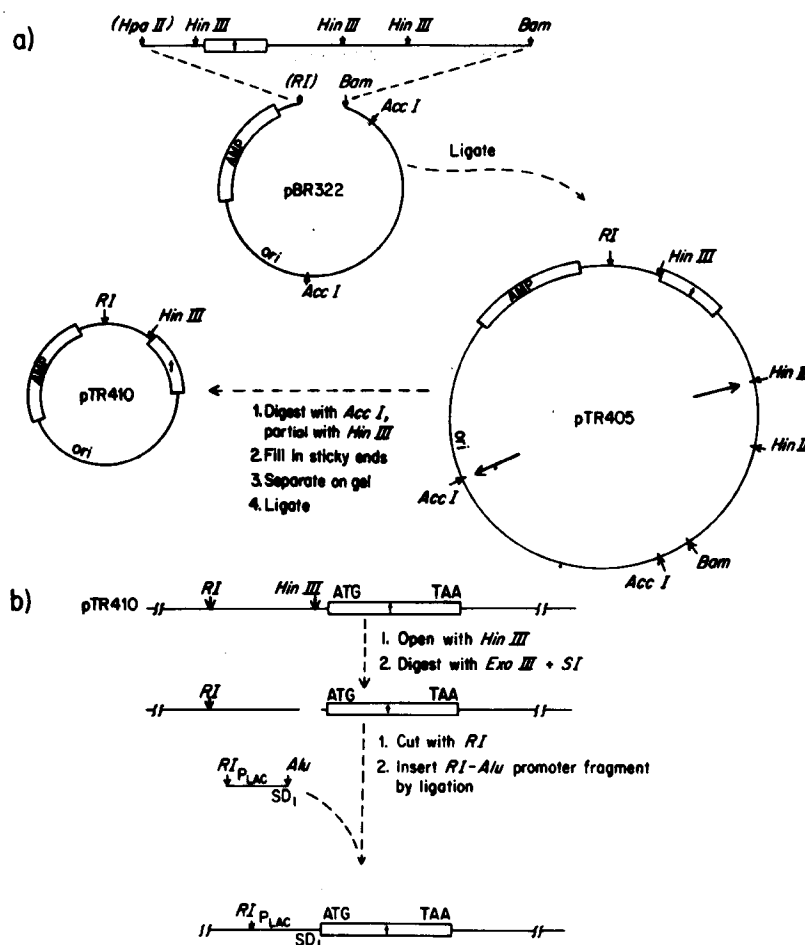 a)
(Hpa II) Hin III Hin III Hin III Bam
(RI) Bam
Acc I
AMP
Ligate
pBR322
ori
Acc I
RI
Hin III
AMP
RI
Hin III
AMP
pTR410
ori
1. Digest with Acc I,
partial with Hin III
2. Fill in sticky ends
3. Separate on gel
4. Ligate
pTR405
Hin II
ori
Hin I
Acc I
Bam
Acc I
b)
pTR410
RI Hin III ATG TAA
1. Open with Hin III
2. Digest with Exo III + SI
RI ATG TAA
1. Cut with RI
2. Insert RI-Alu promoter fragment
by ligation
RI PLAC Alu
SD1
RI PLAC ATG TAA
SD1